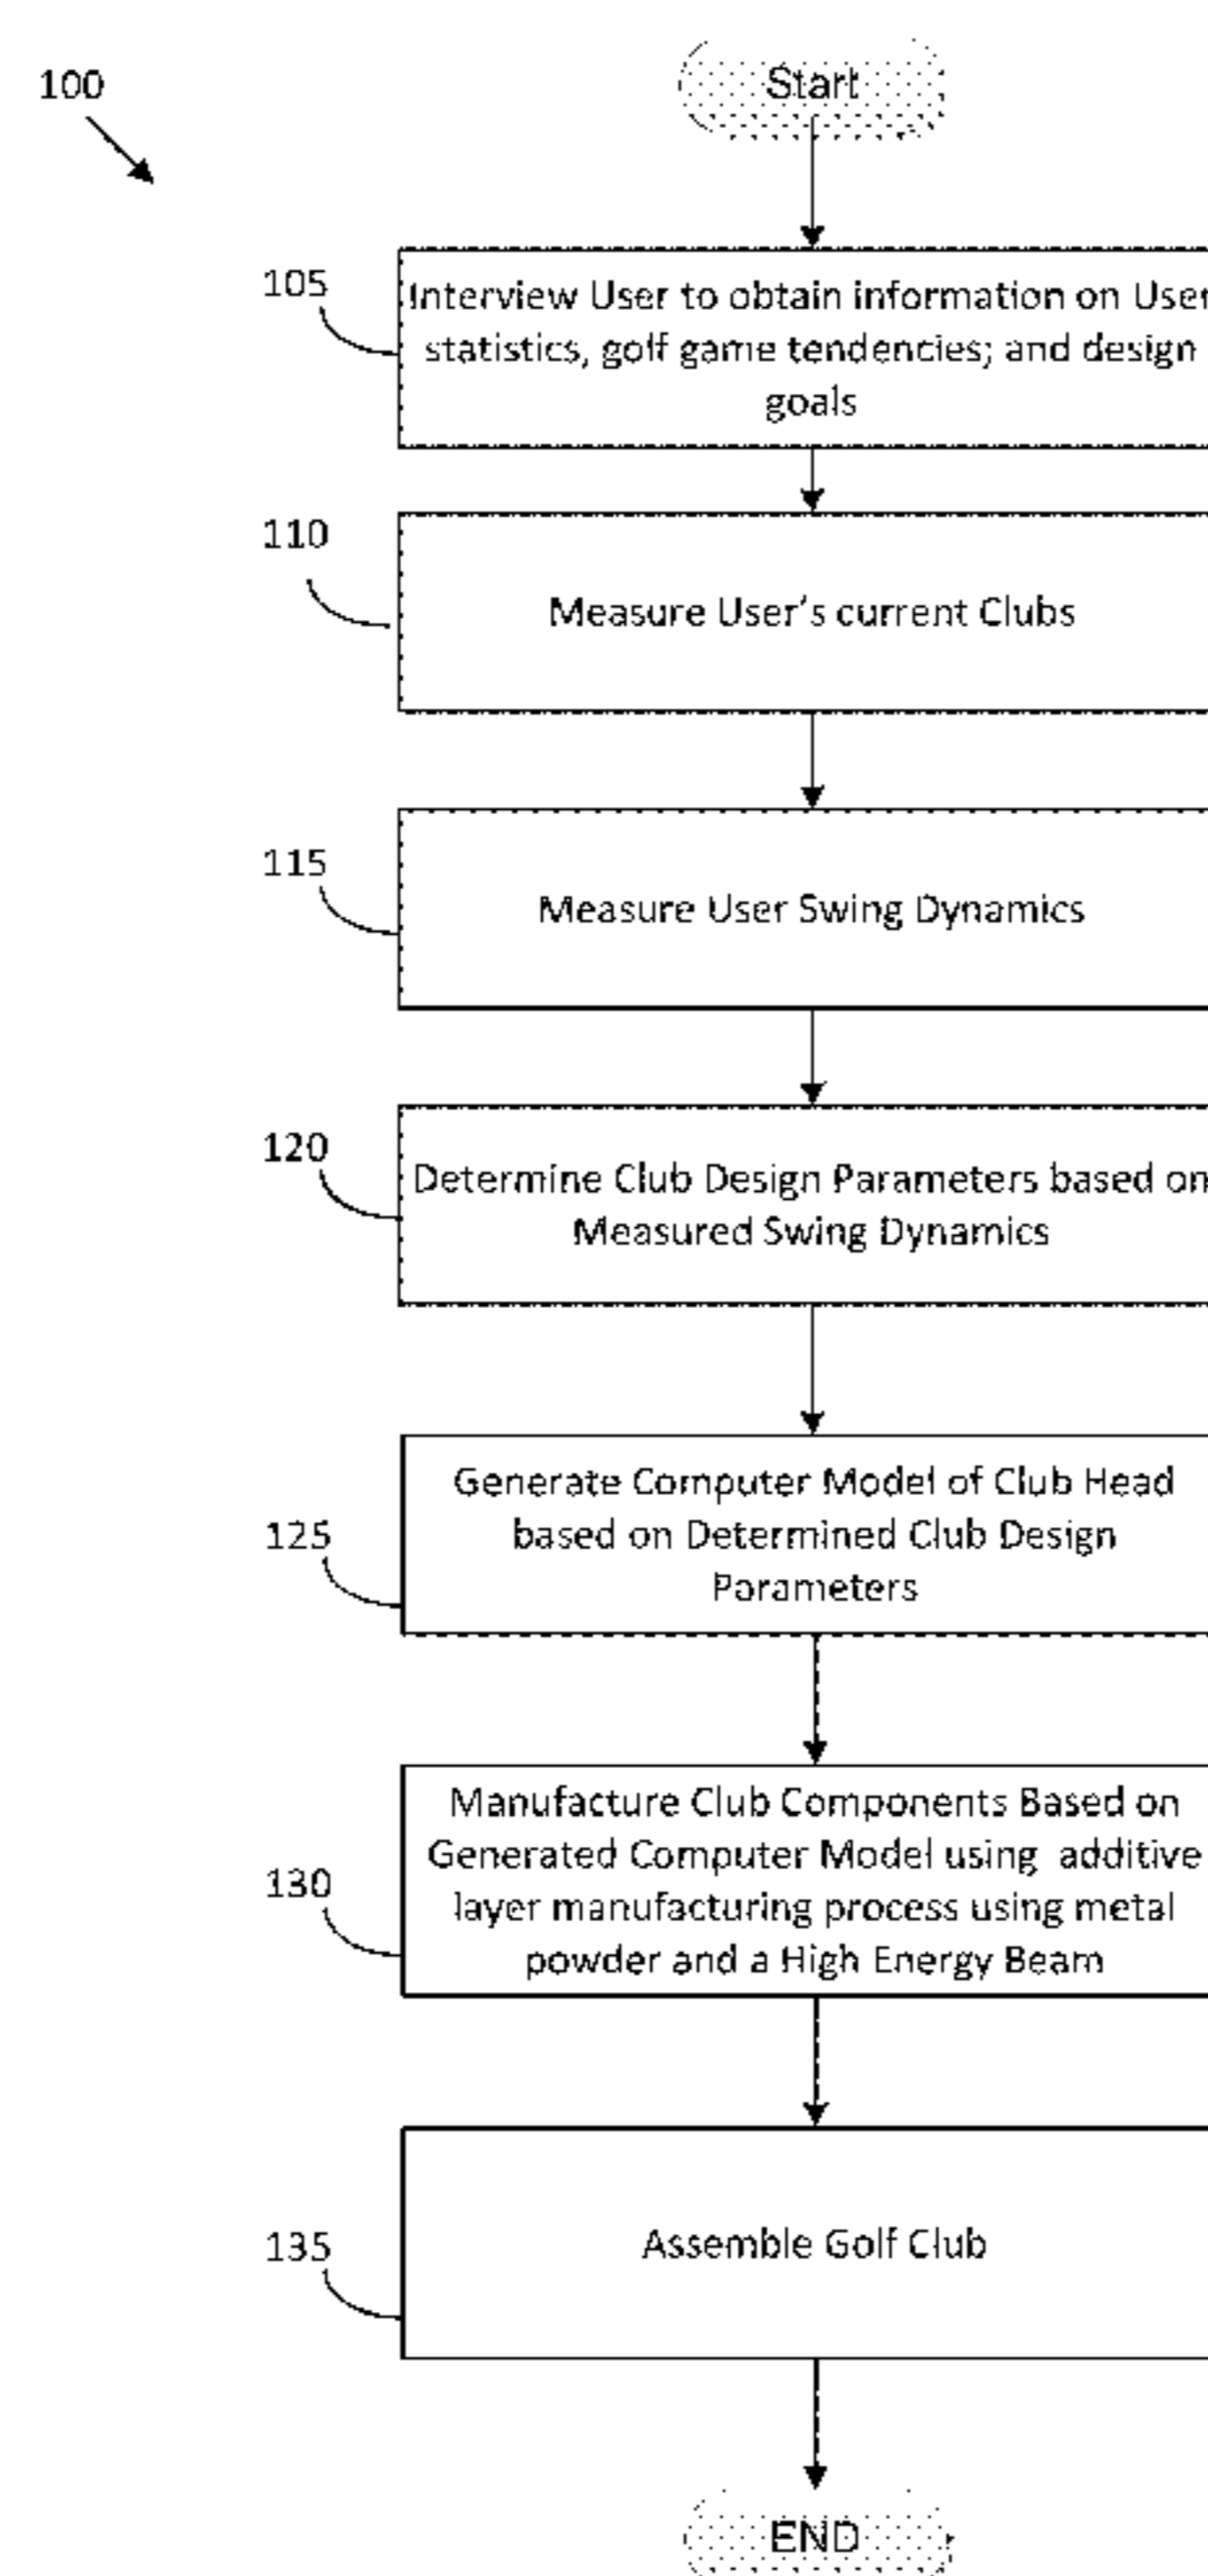 100
Start
105
Interview User to obtain information on User
statistics, golf game tendencies; and design
goals
110
Measure User's current Clubs
115
Measure User Swing Dynamics
120
Determine Club Design Parameters based on
Measured Swing Dynamics
125
Generate Computer Model of Club Head
based on Determined Club Design
Parameters
130
Manufacture Club Components Based on
Generated Computer Model using additive
layer manufacturing process using metal
powder and a High Energy Beam
135
Assemble Golf Club
END